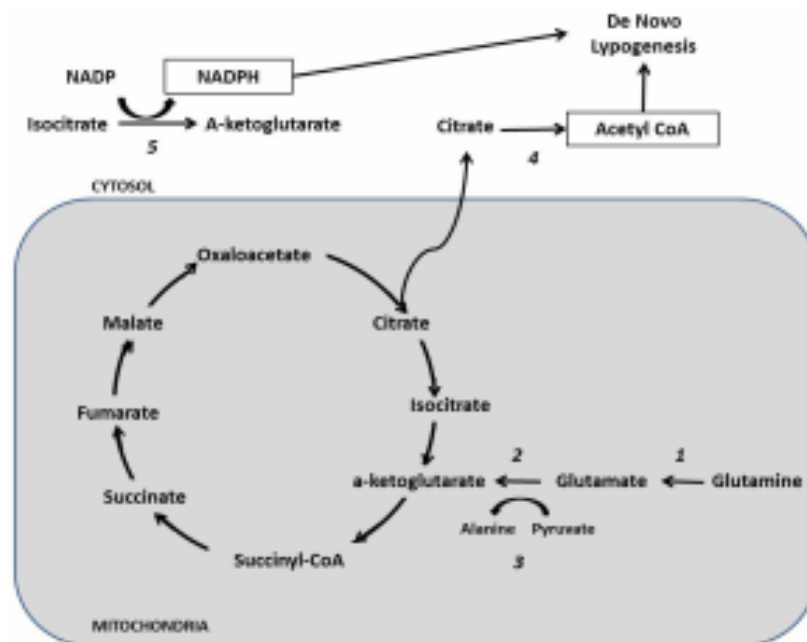 De Novo
Lypogenesis
NADP
NADPH
Isocitrate
A-ketoglutarate
5
Citrate
4
Acetyl CoA
CYTOSOL
Oxaloacetate
Malate
Citrate
Fumarate
Isocitrate
a-ketoglutarate
2
Glutamate
1
Glutamine
Succinate
Alanine
Pyruvate
3
Succinyl-CoA
MITOCHONDRIA